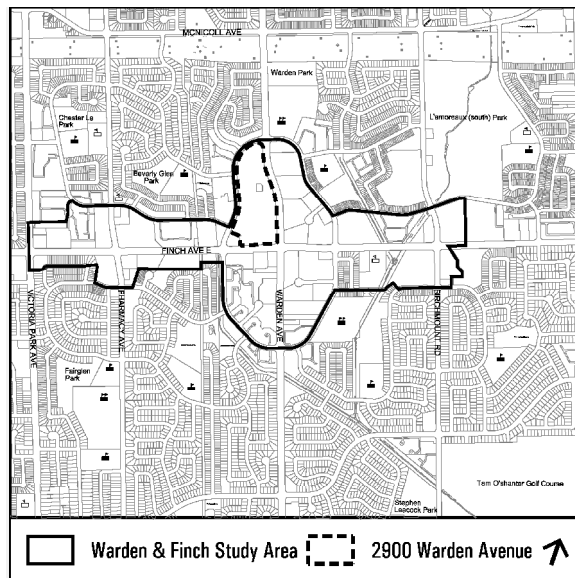 MCNICOLL AVE
Warden Park
Chester Le
Park
L'amoreaux (south) Park
Beverly Glen
Park
FINCH AVE E
VICTORIA PARK AVE
PHARMACY AVE
WARDEN AVE
BIRCHMOUNT RD
Fairglen
Park
Tam O'shanter Golf Course
Stephen
Leacock Park
Warden & Finch Study Area
2900 Warden Avenue